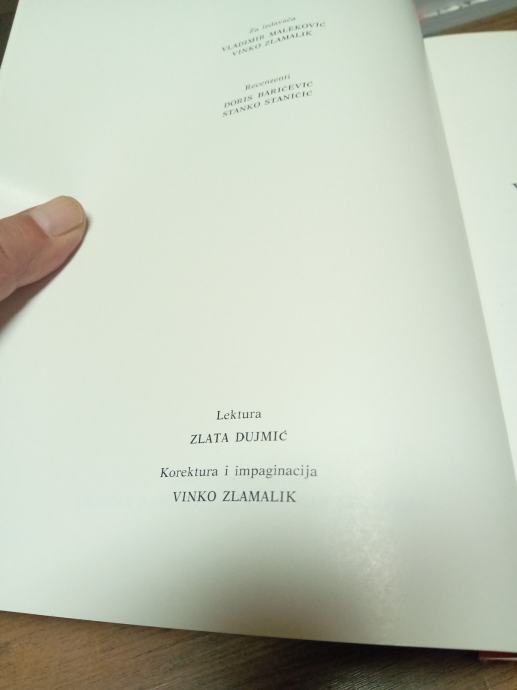 Za izdavača
VLADIMIR MALEKOVIĆ
VINKO ZLAMALIK
Recenzenti
DORIS BARIČEVIĆ
STANKO STANIČIĆ
Lektura
ZLATA DUJMIĆ
Korektura i impaginacija
VINKO ZLAMALIK